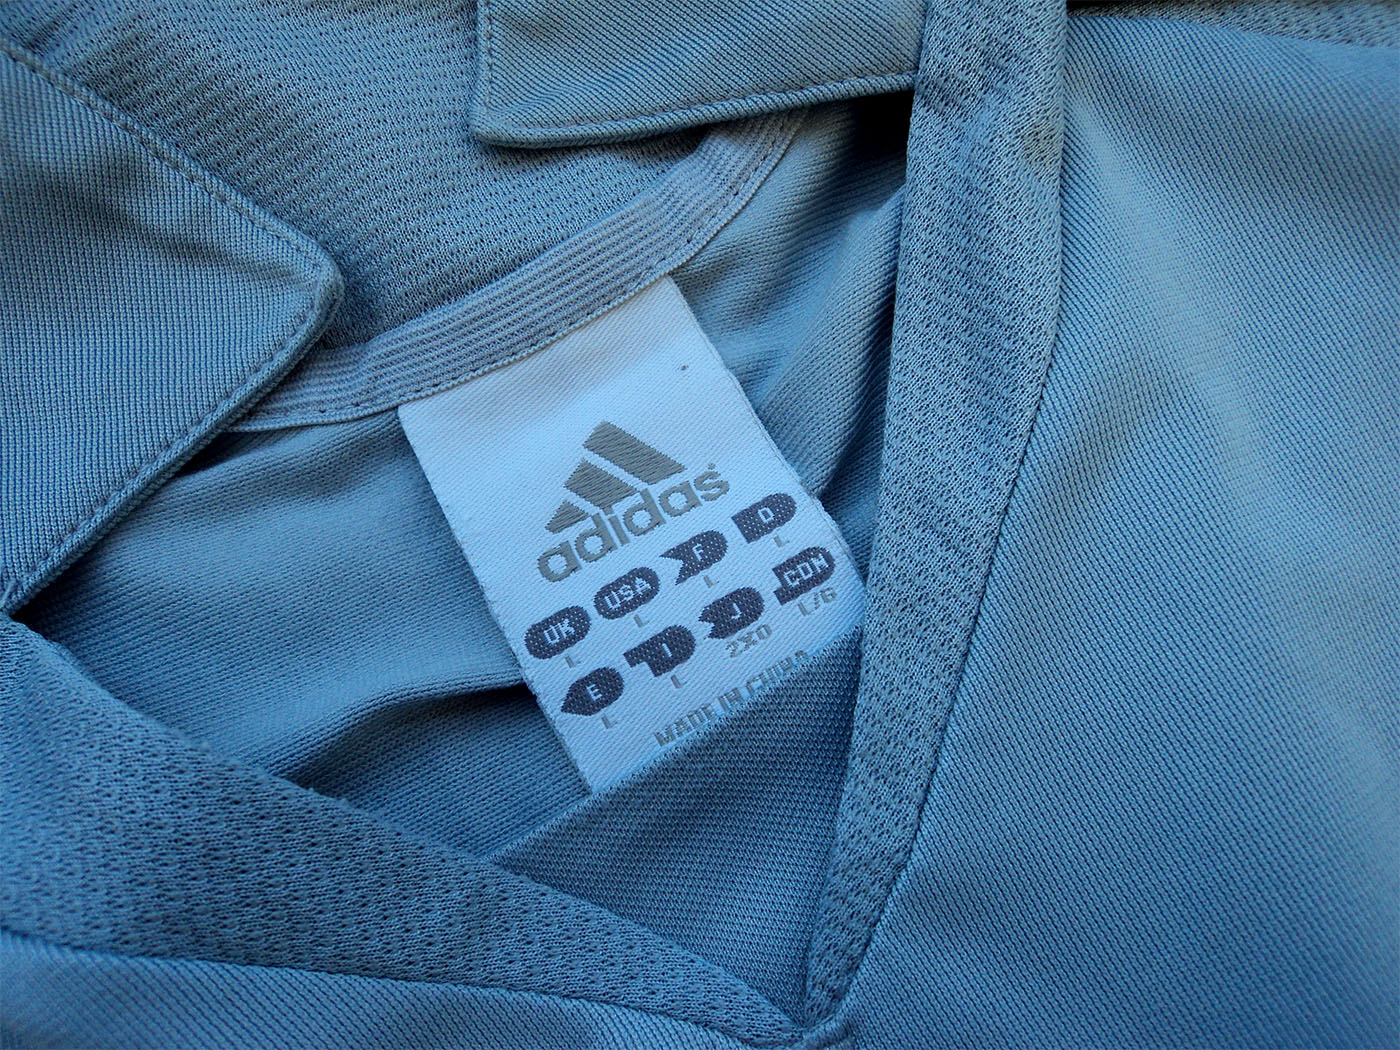 adidas®
UK USA F D
L L L L
E I J CDN
L L 2XO L/G
MADE IN CHINA